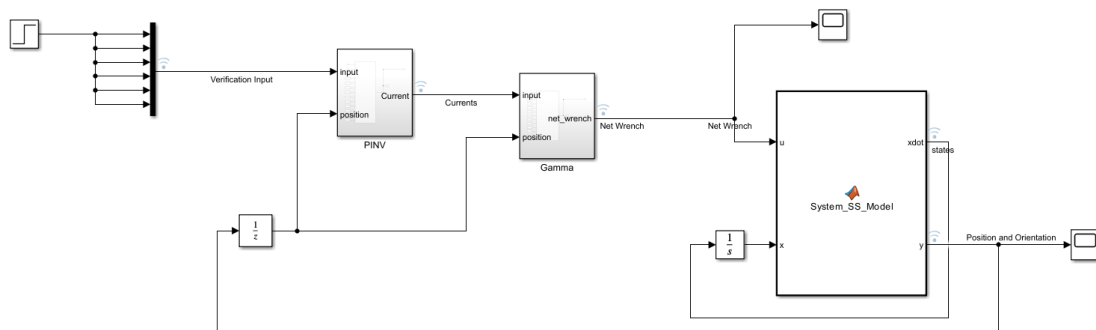 Verification Input
input
position
Current
PINV
Currents
input
position
net_wrench
Gamma
Net Wrench
Net Wrench
u
x
xdot
y
System_SS_Model
states
Position and Orientation
1
z
1
s